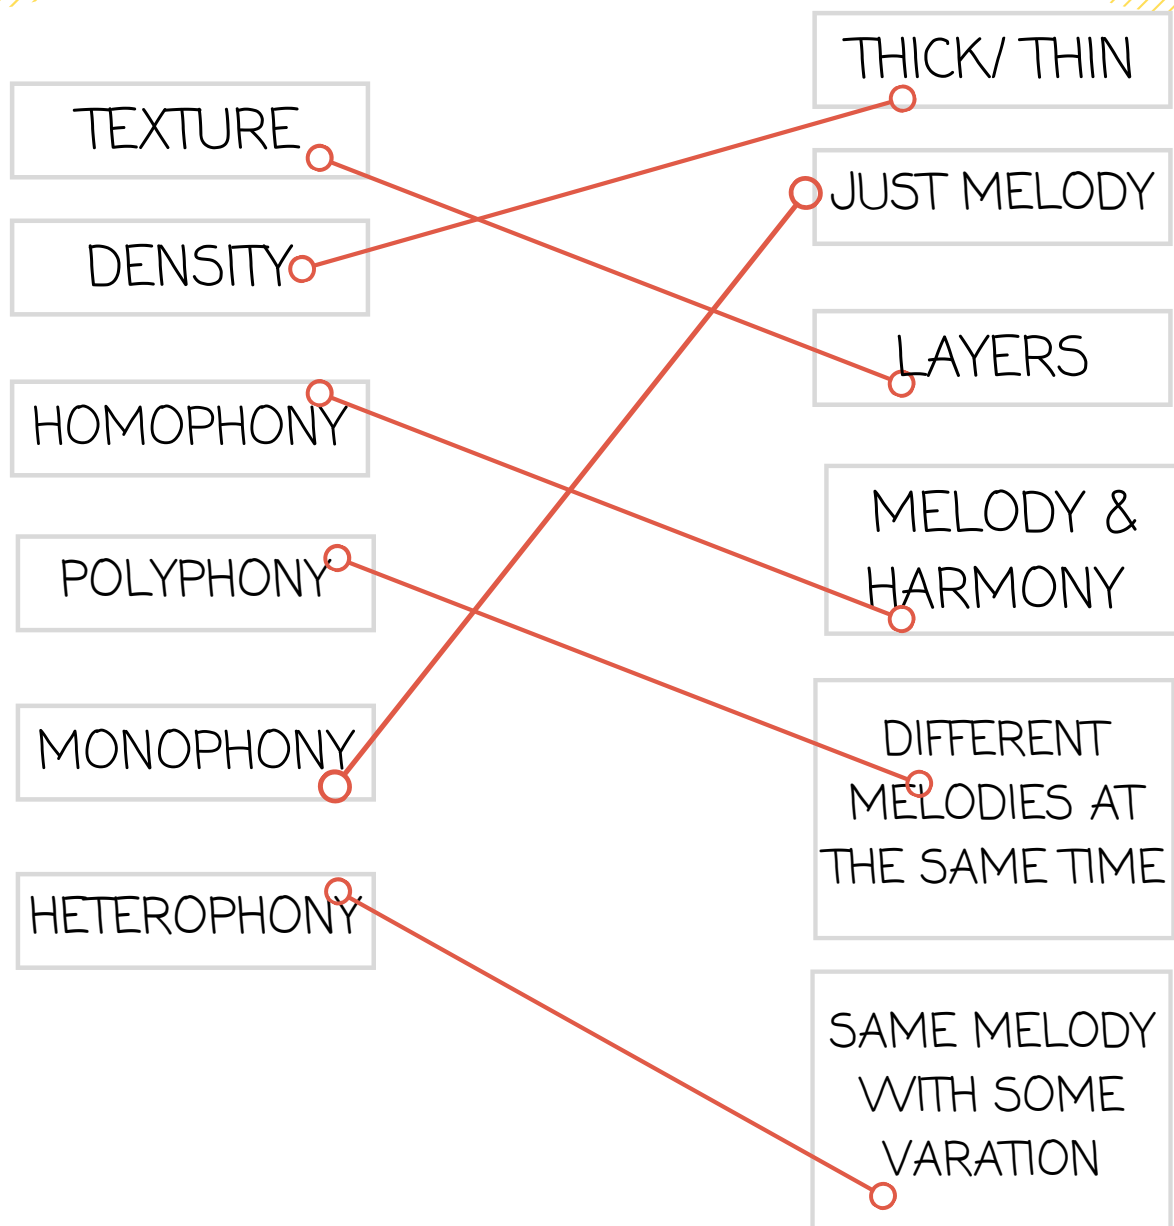 TEXTURE
DENSITY
HOMOPHONY
POLYPHONY
MONOPHONY
HETEROPHONY
THICK/ THIN
JUST MELODY
LAYERS
MELODY &
HARMONY
DIFFERENT
MELODIES AT
THE SAME TIME
SAME MELODY
WITH SOME
VARATION